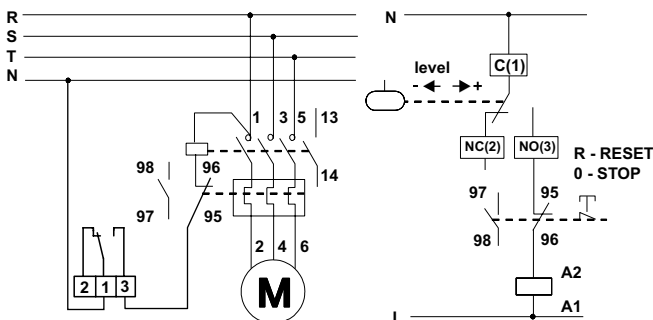 R
S
T
N
1 3 5 13
14
98
96
97
95
2 1 3
2 4 6
M
N
C(1)
level
- +
NC(2)
NO(3)
R - RESET
0 - STOP
97 95
98 96
A2
A1
L